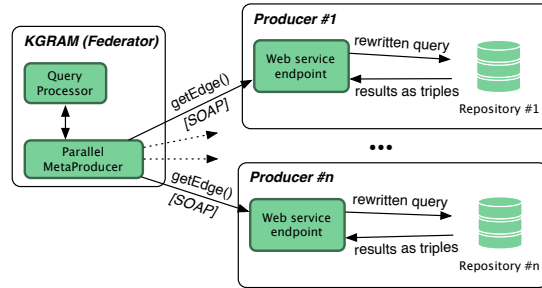 KGRAM (Federator)
Query
Processor
Parallel
MetaProducer
getEdge()
[SOAP]
getEdge()
[SOAP]
Producer #1
Web service
endpoint
rewritten query
results as triples
Repository #1
...
Producer #n
Web service
endpoint
rewritten query
results as triples
Repository #n